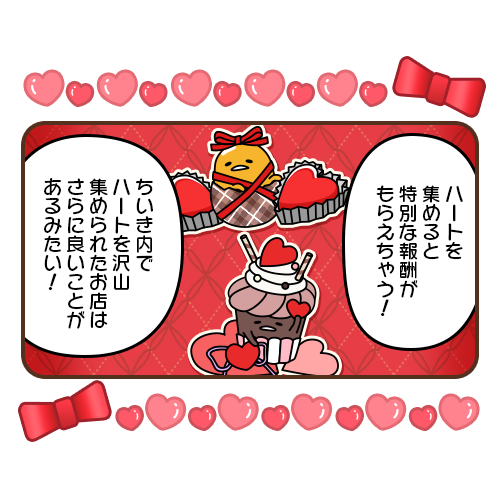 ハートを
集めると
特別な報酬が
もらえちゃう！
ちいき内で
ハートを沢山
集められたお店は
さらに良いことが
あるみたい！